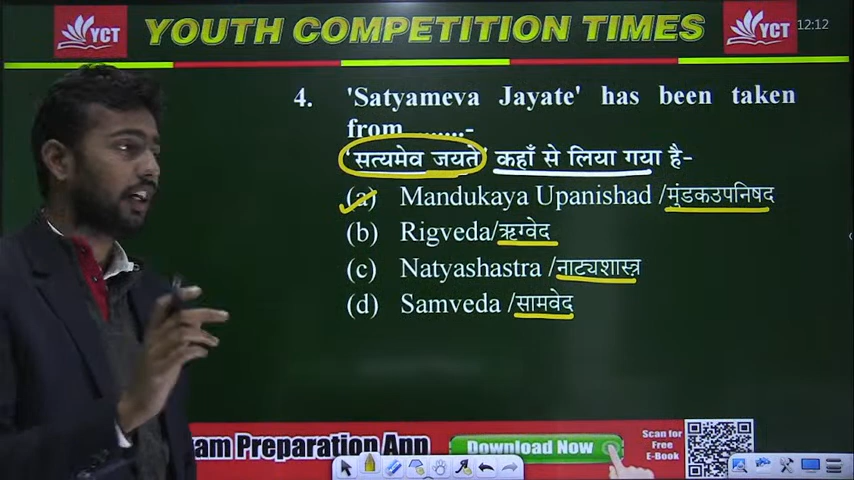 YCT
YOUTH COMPETITION TIMES
YCT
12:12
4. 'Satyameva Jayate' has been taken
from .......-
'सत्यमेव जयते' कहाँ से लिया गया है-
(a) Mandukaya Upanishad /मुंडकउपनिषद
(b) Rigveda/ऋग्वेद
(c) Natyashastra /नाट्यशास्त्र
(d) Samveda /सामवेद
am Preparation App
Download Now
Scan for
Free
E-Book